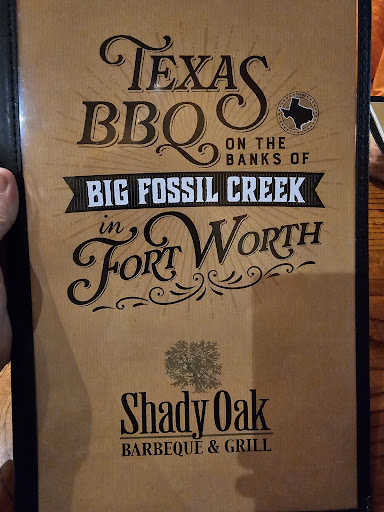 TEXAS
BBQ
ON THE
BANKS OF
BIG FOSSIL CREEK
in
FORT WORTH
Shady Oak
BARBEQUE & GRILL